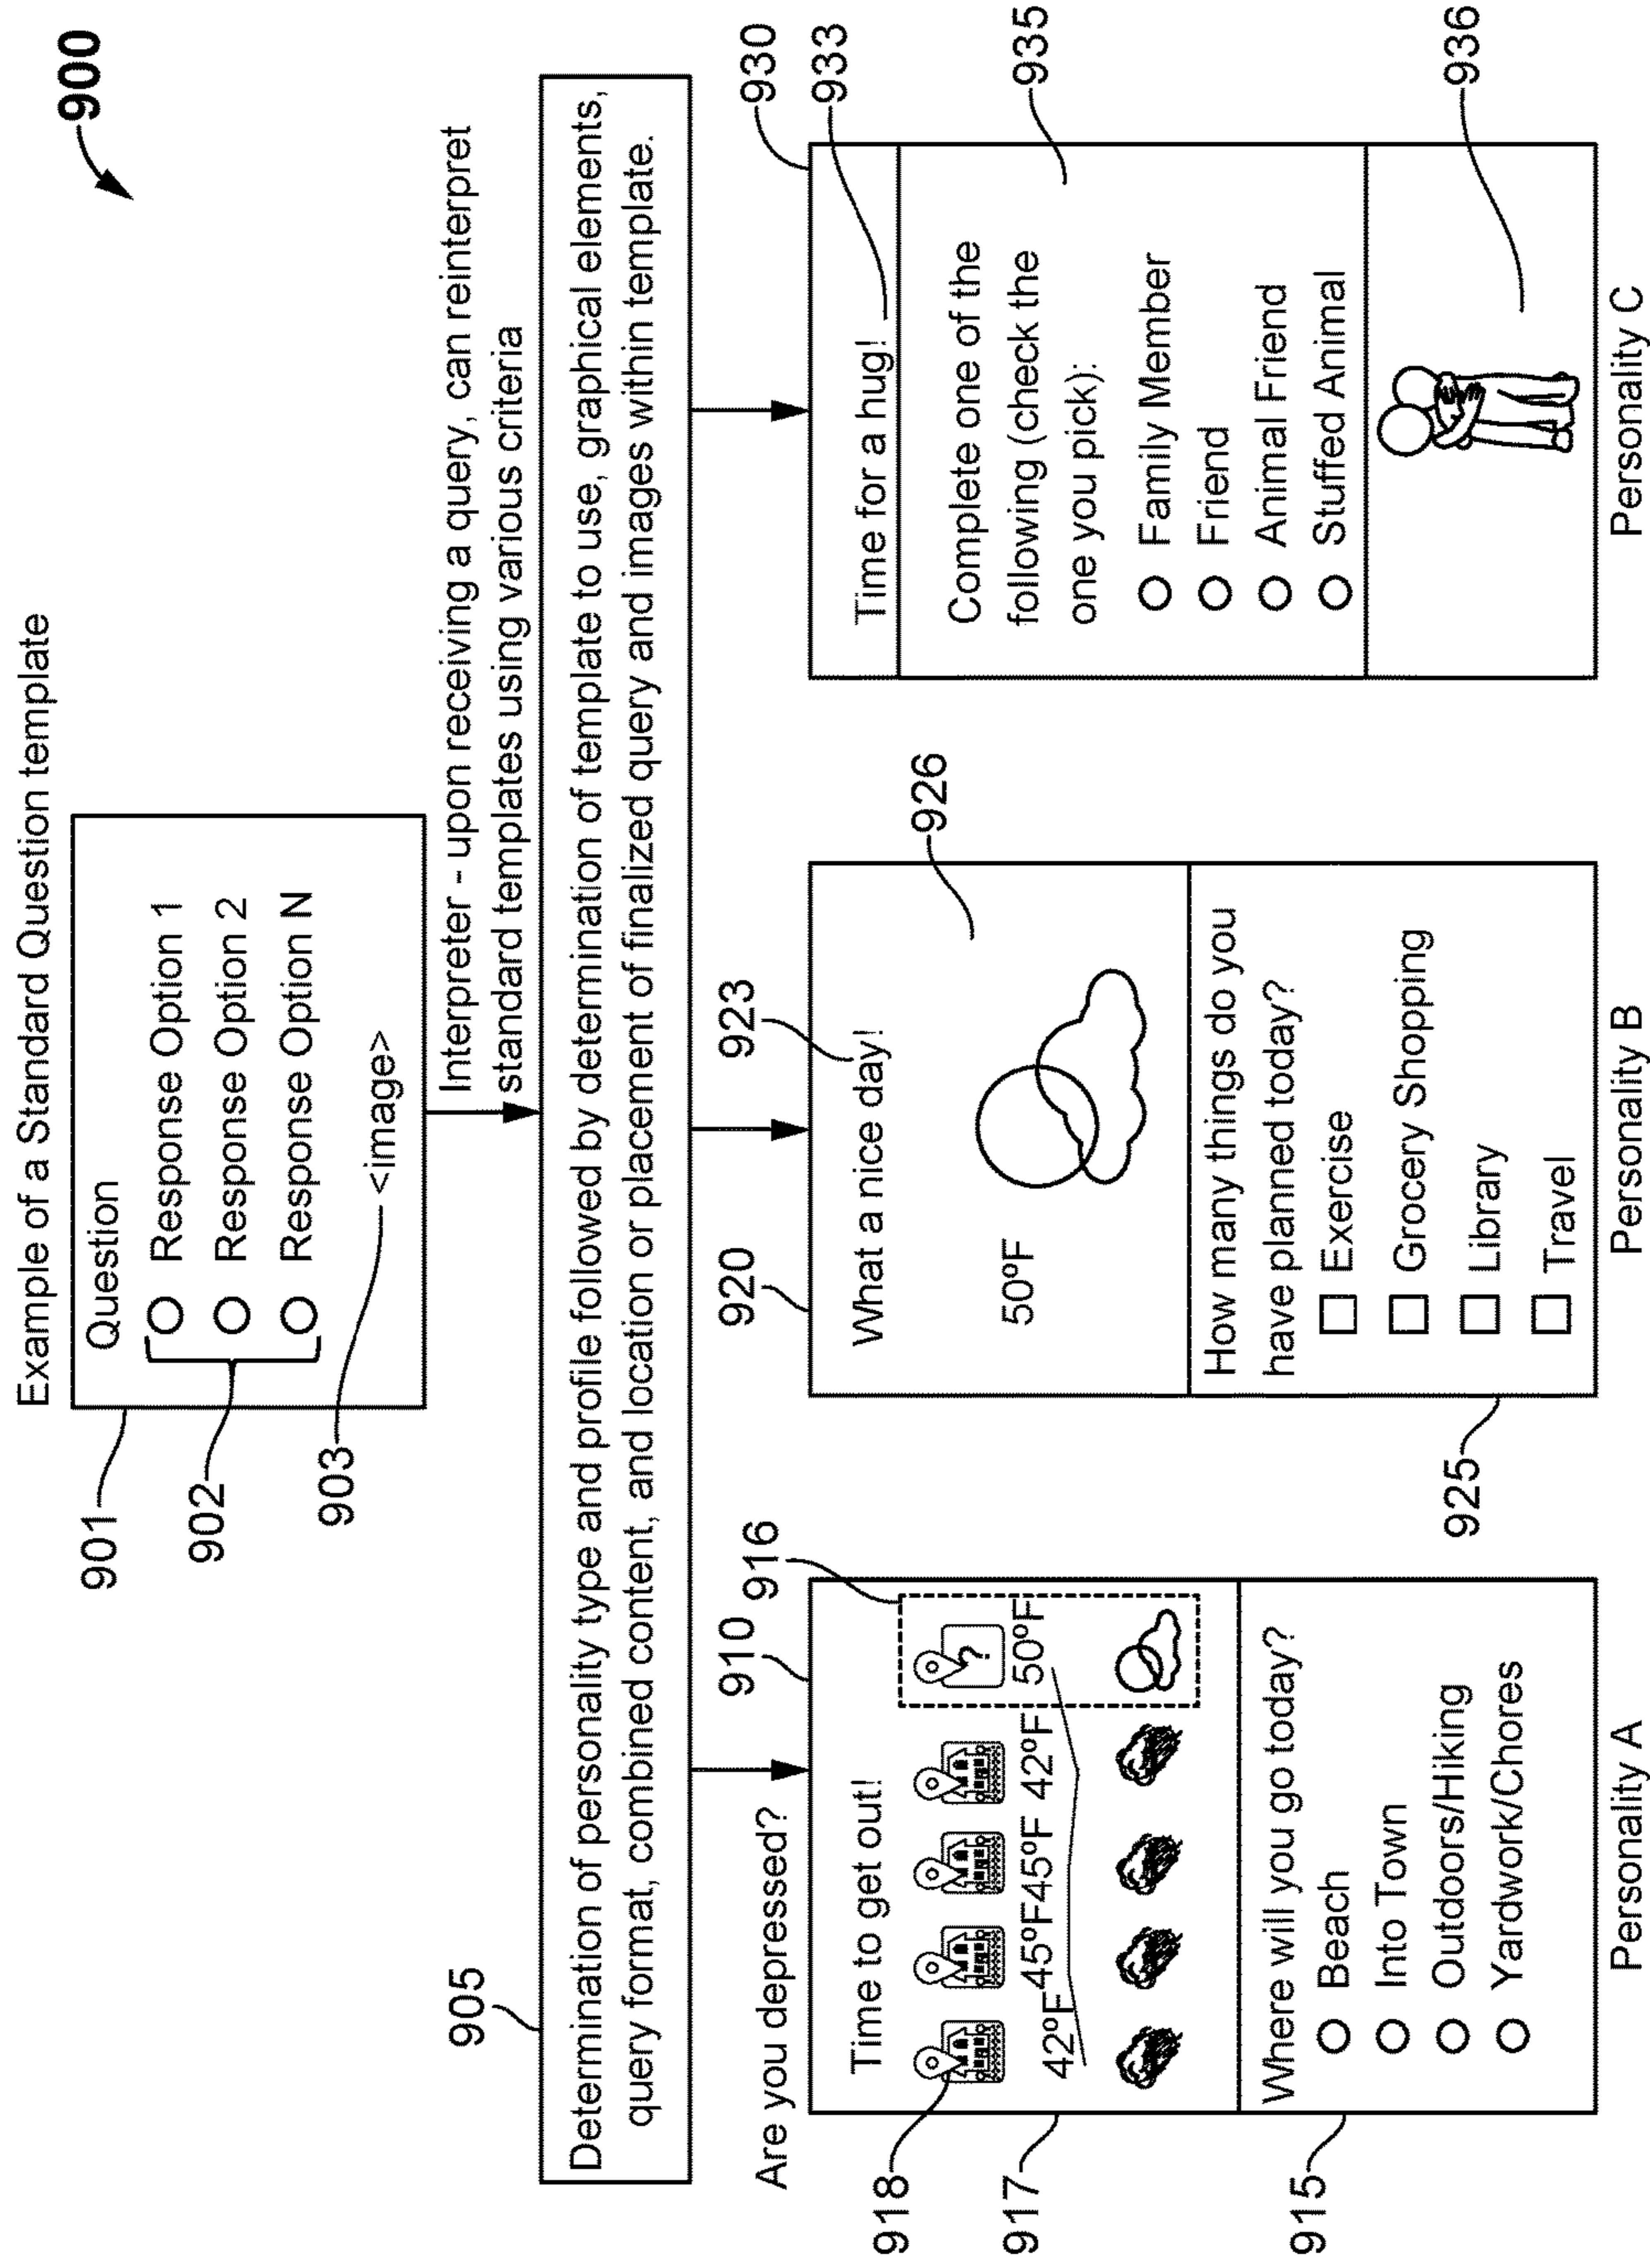 900
Example of a Standard Question template
901
Question
902
Response Option 1
Response Option 2
Response Option N
903
<image>
Interpreter - upon receiving a query, can reinterpret
standard templates using various criteria
905
Determination of personality type and profile followed by determination of template to use, graphical elements,
query format, combined content, and location or placement of finalized query and images within template.
Are you depressed?
910
916
Time to get out!
918
?
42ºF 45ºF 45ºF 42ºF 50ºF
917
915
Where will you go today?
Beach
Into Town
Outdoors/Hiking
Yardwork/Chores
Personality A
920
923
What a nice day!
926
50ºF
925
How many things do you
have planned today?
Exercise
Grocery Shopping
Library
Travel
Personality B
930
933
Time for a hug!
935
Complete one of the
following (check the
one you pick):
Family Member
Friend
Animal Friend
Stuffed Animal
936
Personality C